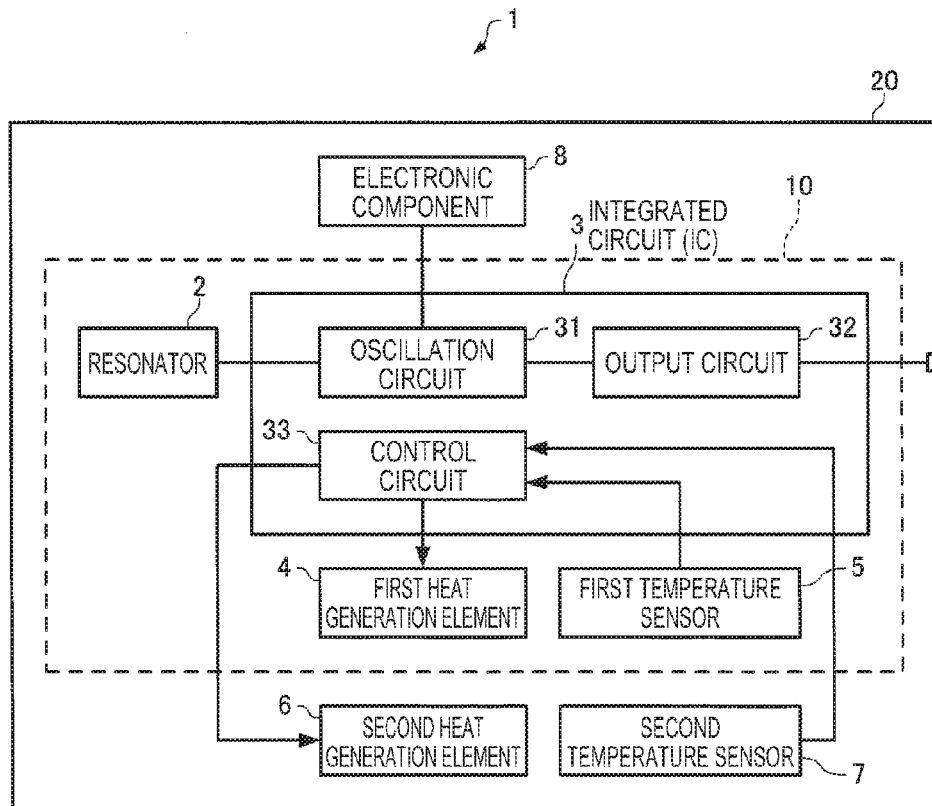 1
20
8
ELECTRONIC
COMPONENT
10
3
INTEGRATED
CIRCUIT (IC)
2
RESONATOR
31
OSCILLATION
CIRCUIT
32
OUTPUT CIRCUIT
33
CONTROL
CIRCUIT
4
FIRST HEAT
GENERATION ELEMENT
5
FIRST TEMPERATURE
SENSOR
6
SECOND HEAT
GENERATION ELEMENT
SECOND
TEMPERATURE SENSOR
7